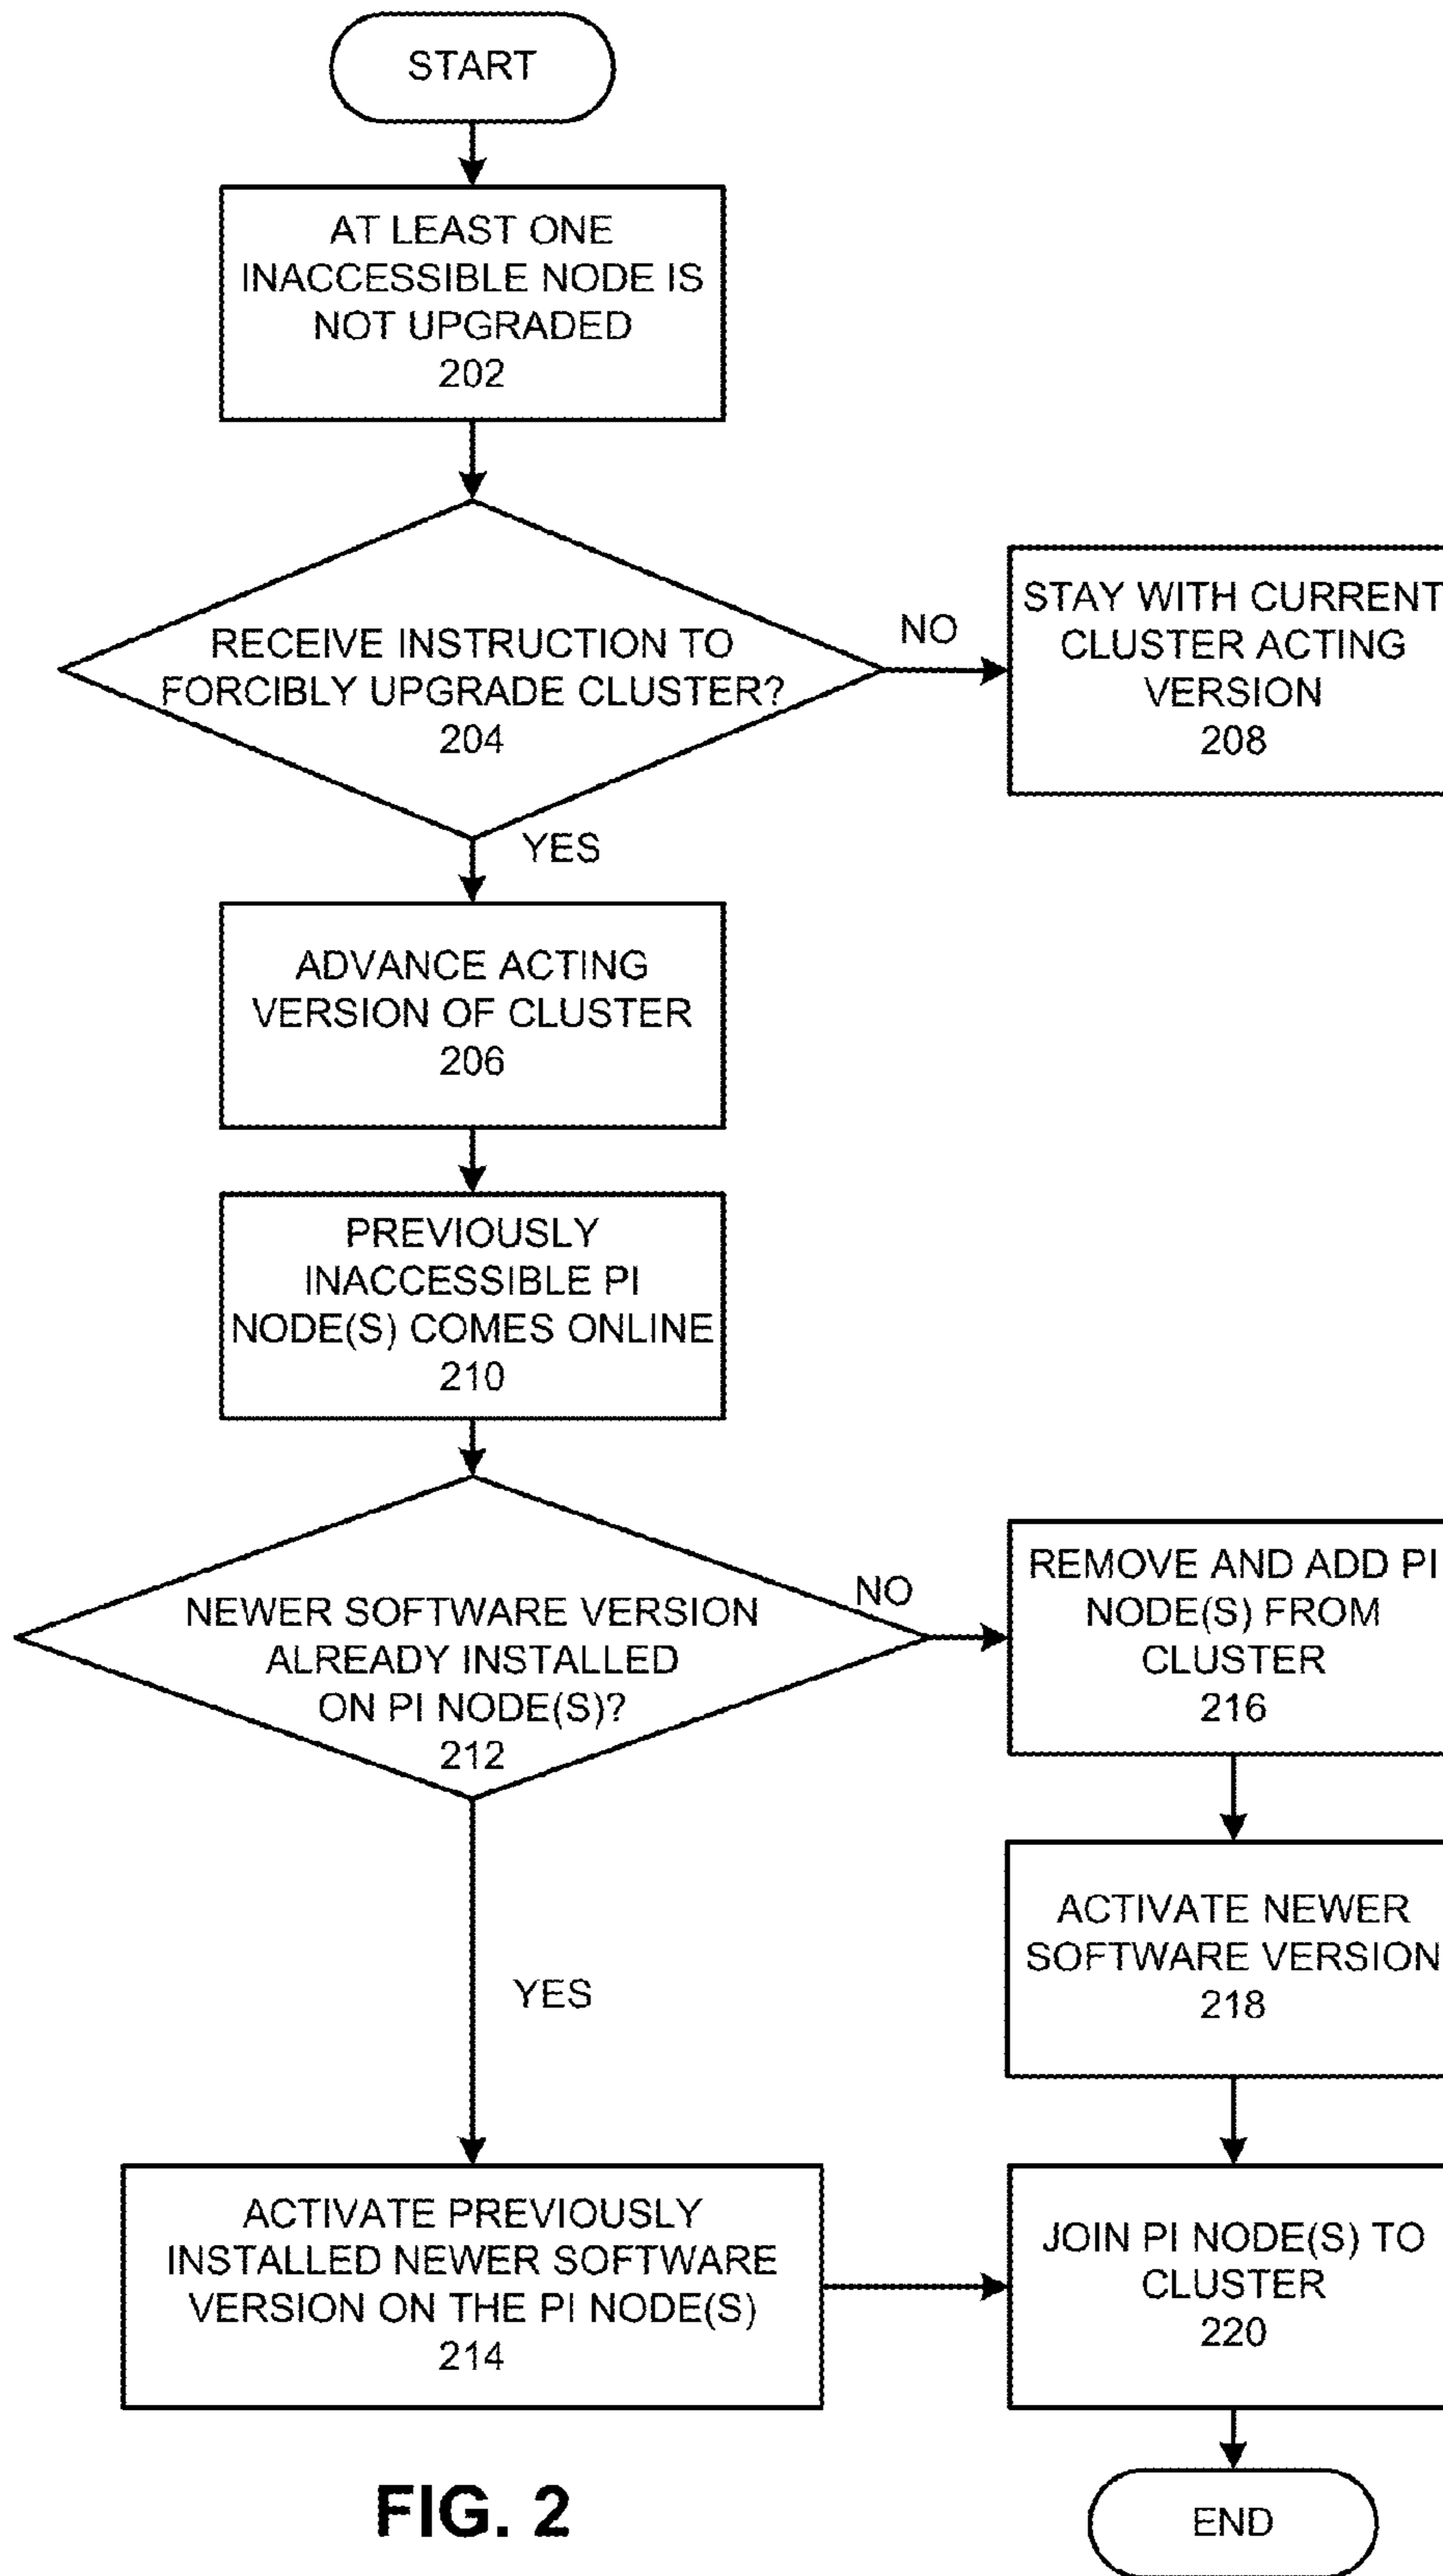 START
AT LEAST ONE
INACCESSIBLE NODE IS
NOT UPGRADED
202
RECEIVE INSTRUCTION TO
FORCIBLY UPGRADE CLUSTER?
204
NO
STAY WITH CURRENT
CLUSTER ACTING
VERSION
208
YES
ADVANCE ACTING
VERSION OF CLUSTER
206
PREVIOUSLY
INACCESSIBLE PI
NODE(S) COMES ONLINE
210
NEWER SOFTWARE VERSION
ALREADY INSTALLED
ON PI NODE(S)?
212
NO
REMOVE AND ADD PI
NODE(S) FROM
CLUSTER
216
ACTIVATE NEWER
SOFTWARE VERSION
218
YES
ACTIVATE PREVIOUSLY
INSTALLED NEWER SOFTWARE
VERSION ON THE PI NODE(S)
214
JOIN PI NODE(S) TO
CLUSTER
220
END
FIG. 2